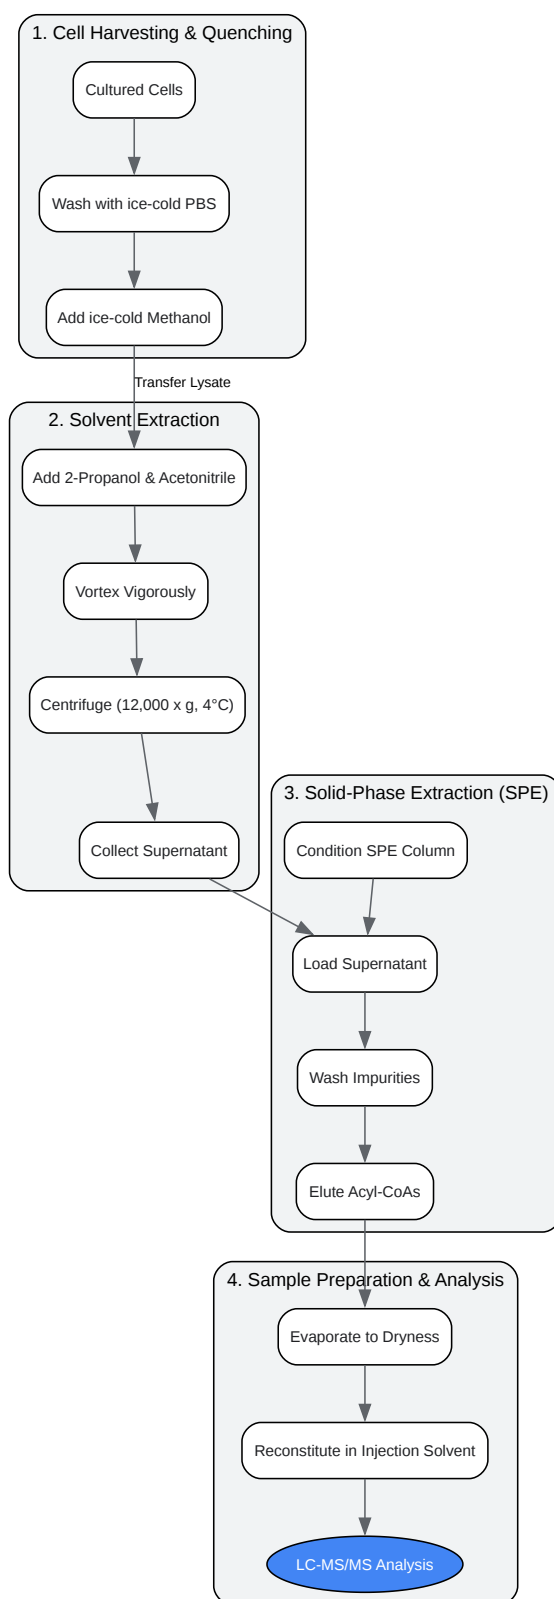 1. Cell Harvesting & Quenching
Cultured Cells
Wash with ice-cold PBS
Add ice-cold Methanol
Transfer Lysate
2. Solvent Extraction
Add 2-Propanol & Acetonitrile
Vortex Vigorously
Centrifuge (12,000 x g, 4°C)
Collect Supernatant
3. Solid-Phase Extraction (SPE)
Condition SPE Column
Load Supernatant
Wash Impurities
Elute Acyl-CoAs
4. Sample Preparation & Analysis
Evaporate to Dryness
Reconstitute in Injection Solvent
LC-MS/MS Analysis